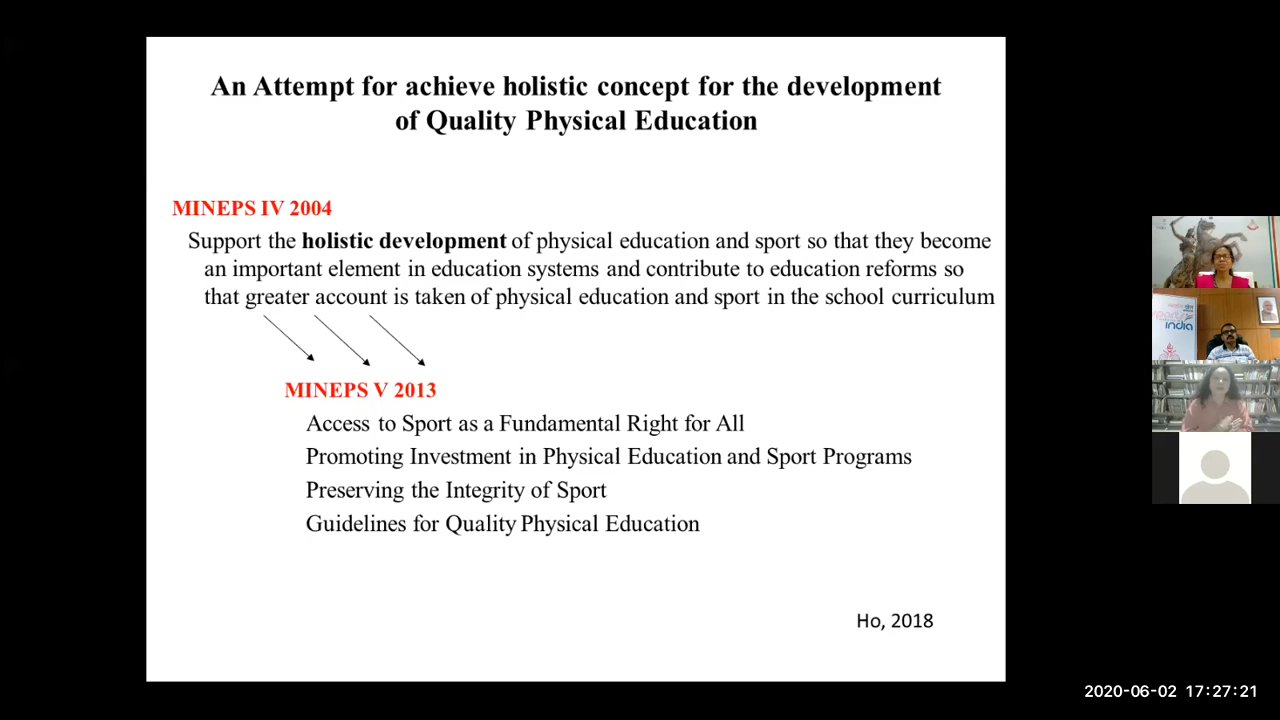 An Attempt for achieve holistic concept for the development
of Quality Physical Education
MINEPS IV 2004
Support the holistic development of physical education and sport so that they become
an important element in education systems and contribute to education reforms so
that greater account is taken of physical education and sport in the school curriculum
MINEPS V 2013
Access to Sport as a Fundamental Right for All
Promoting Investment in Physical Education and Sport Programs
Preserving the Integrity of Sport
Guidelines for Quality Physical Education
Ho, 2018
india
2020-06-02 17:27:21